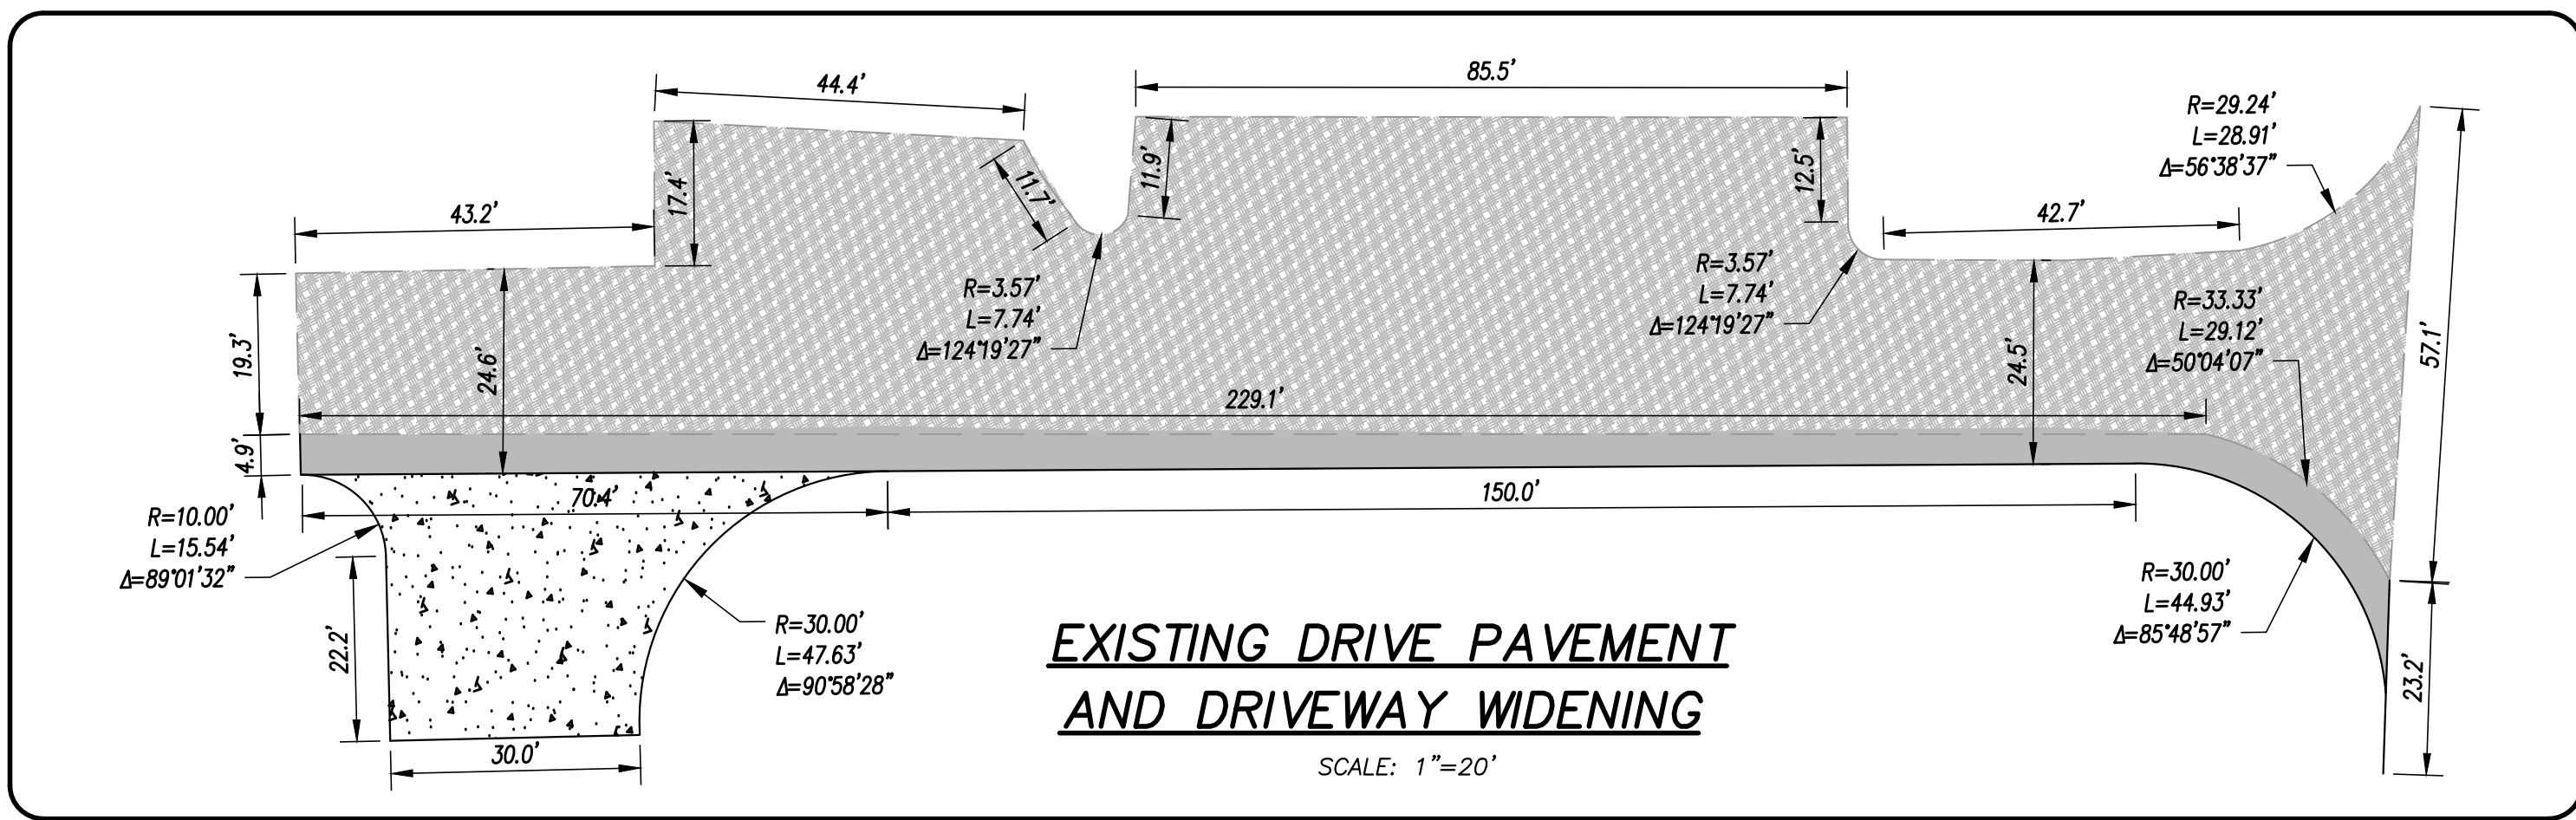 44.4'
85.5'
R=29.24'
L=28.91'
Δ=56°38'37"
17.4'
11.7'
11.9'
12.5'
43.2'
42.7'
R=3.57'
L=7.74'
Δ=124°19'27"
R=3.57'
L=7.74'
Δ=124°19'27"
R=33.33'
L=29.12'
Δ=50°04'07"
19.3'
24.6'
24.5'
57.1'
229.1'
4.9'
70.4'
150.0'
R=10.00'
L=15.54'
Δ=89°01'32"
R=30.00'
L=44.93'
Δ=85°48'57"
22.2'
R=30.00'
L=47.63'
Δ=90°58'28"
23.2'
30.0'
EXISTING DRIVE PAVEMENT
AND DRIVEWAY WIDENING
SCALE: 1"=20'